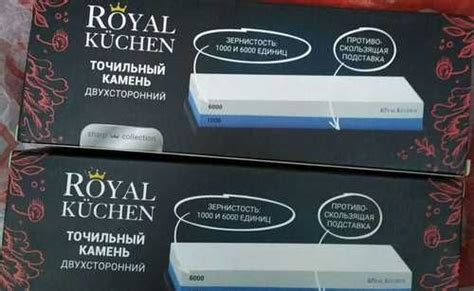 ROYAL
KÜCHEN
ТОЧИЛЬНЫЙ
КАМЕНЬ
ДВУХСТОРОННИЙ
sharp collection
ЗЕРНИСТОСТЬ:
1000 И 6000 ЕДИНИЦ
ПРОТИВО-
СКОЛЬЗЯЩАЯ
ПОДСТАВКА
6000
1000
ROYAL
KÜCHEN
ТОЧИЛЬНЫЙ
КАМЕНЬ
ДВУХСТОРОННИЙ
ЗЕРНИСТОСТЬ:
1000 И 6000 ЕДИНИЦ
ПРОТИВО-
СКОЛЬЗЯЩАЯ
ПОДСТАВКА
6000